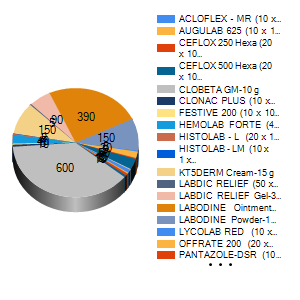 ACLOFLEX - MR (10 x...
AUGULAB 625 (10 x 1...
CEFLOX 250 Hexa (20
x 10...
CEFLOX 500 Hexa (20
x 10...
CLOBETA GM-10 g
CLONAC PLUS (10 x...
FESTIVE 200 (10 x 10...
HEMOLAB FORTE (4...
HISTOLAB - L (20 x 1...
HISTOLAB - LM (10 x
1 x...
KT5DERM Cream-15 g
LABDIC RELIEF (50 x...
LABDIC RELIEF Gel-3...
LABODINE Ointment...
LABODINE Powder-1...
LYCOLAB RED (10 x...
OFFRATE 200 (20 x...
PANTAZOLE-DSR (10...
390
90
150
150
600